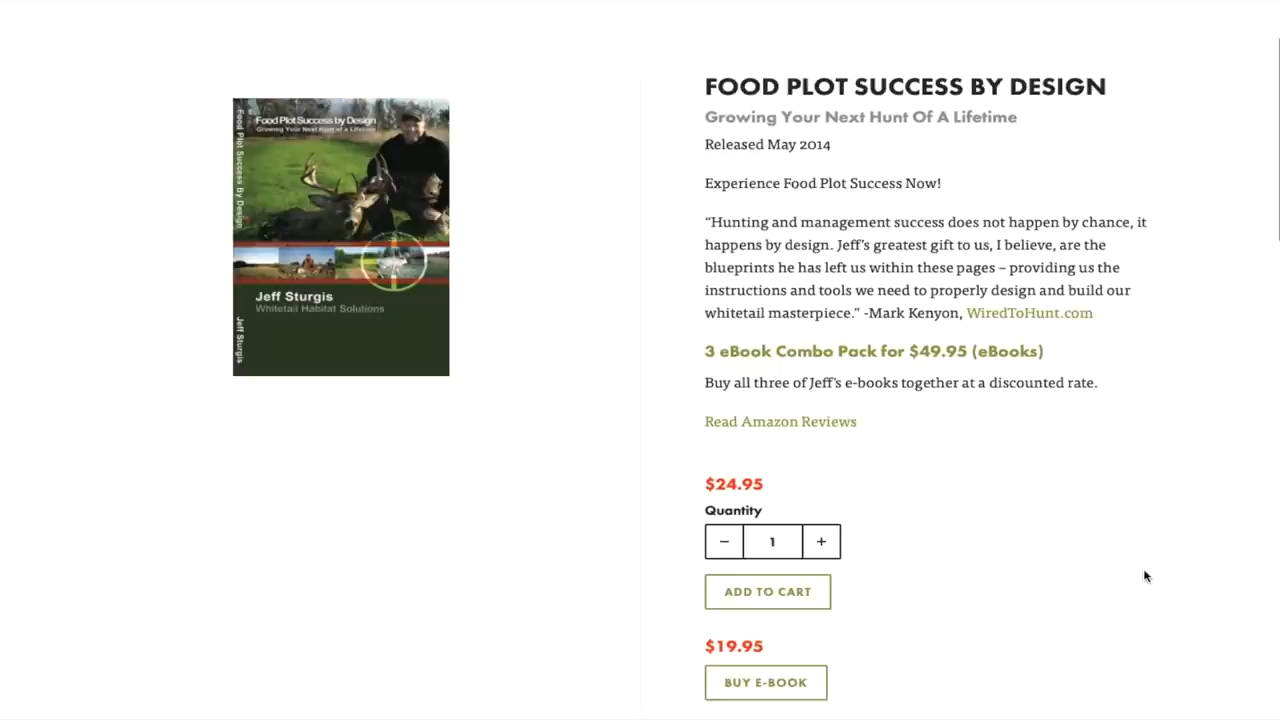 Food Plot Success by Design
Growing Your Next Hunt of a Lifetime
Food Plot Success By Design
Jeff Sturgis
Whitetail Habitat Solutions
Jeff Sturgis
FOOD PLOT SUCCESS BY DESIGN
Growing Your Next Hunt Of A Lifetime
Released May 2014
Experience Food Plot Success Now!
“Hunting and management success does not happen by chance, it
happens by design. Jeff’s greatest gift to us, I believe, are the
blueprints he has left us within these pages – providing us the
instructions and tools we need to properly design and build our
whitetail masterpiece.” -Mark Kenyon, WiredToHunt.com
3 eBook Combo Pack for $49.95 (eBooks)
Buy all three of Jeff’s e-books together at a discounted rate.
Read Amazon Reviews
$24.95
Quantity
− 1 +
ADD TO CART
$19.95
BUY E-BOOK